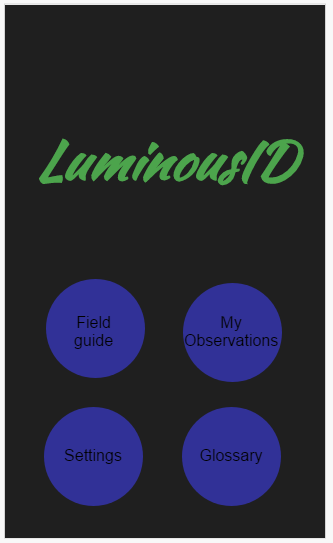 LuminousID
Field
guide
My
Observations
Settings
Glossary